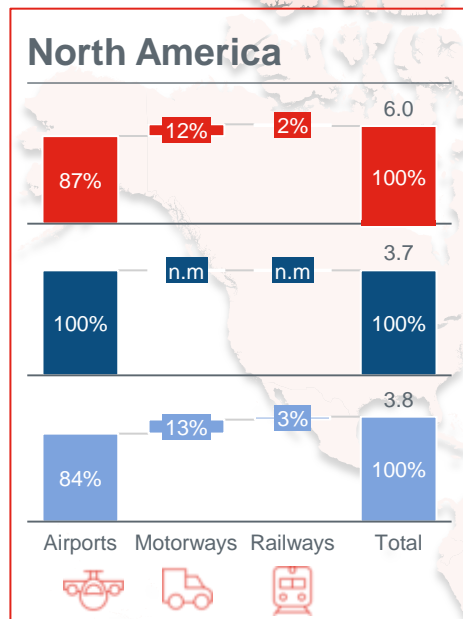 North America
6.0
12% 2%
87% 100%
3.7
n.m n.m
100% 100%
3.8
13% 3%
84% 100%
Airports Motorways Railways Total